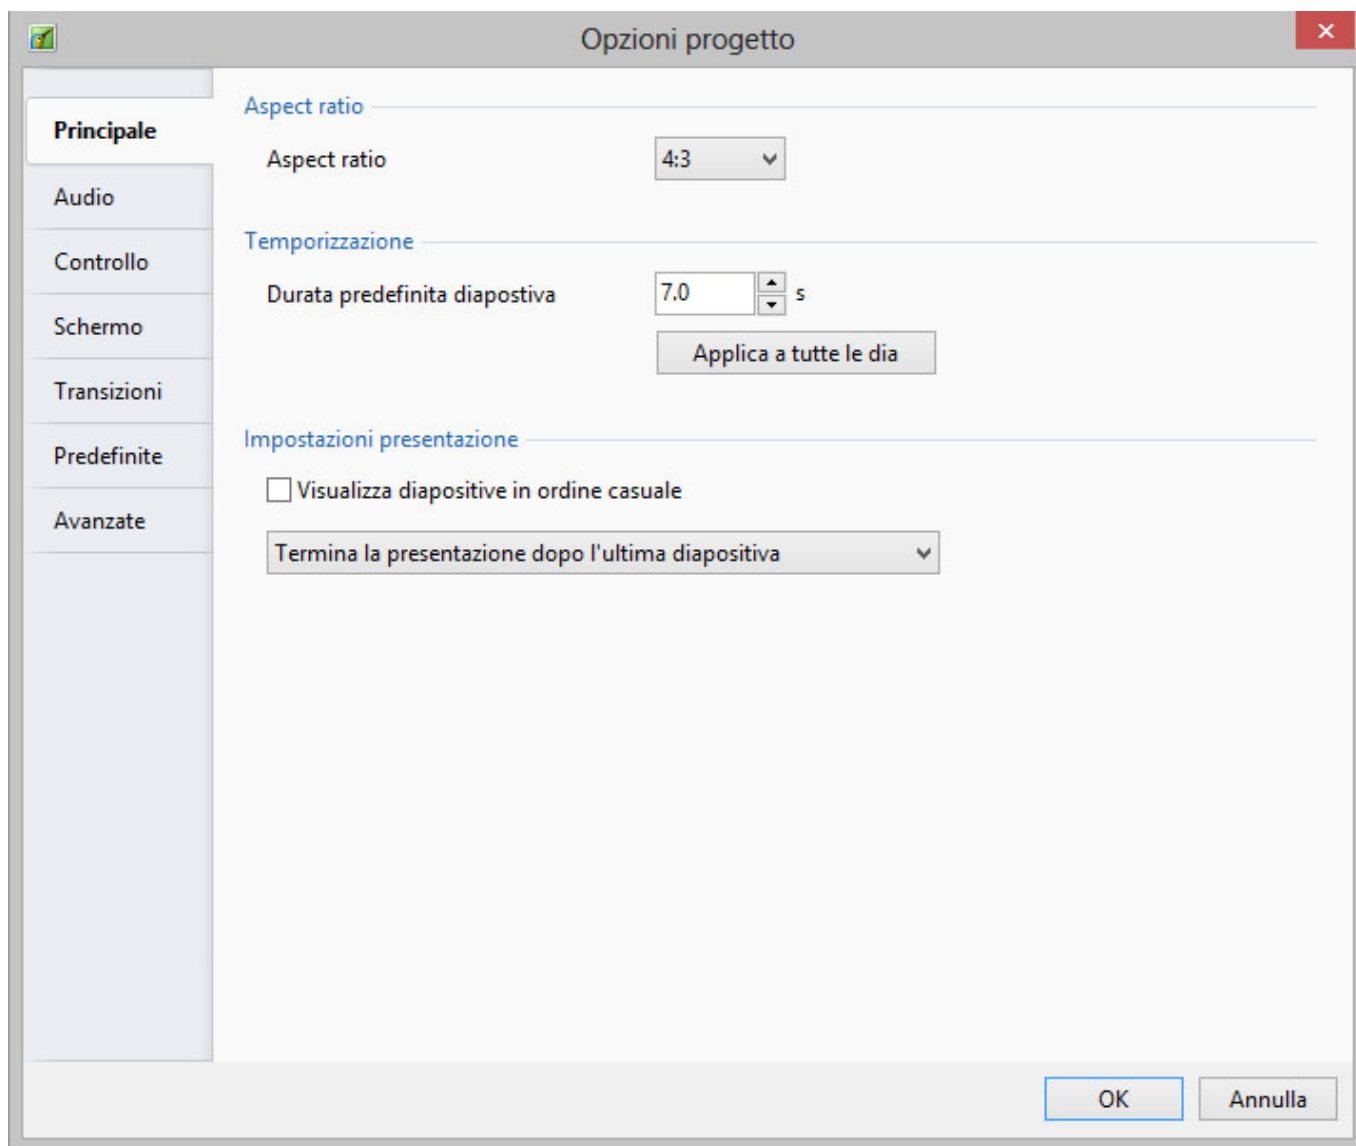 Opzioni progetto
Principale
Audio
Controllo
Schermo
Transizioni
Predefinite
Avanzate
Aspect ratio
Aspect ratio 4:3
Temporizzazione
Durata predefinita diapostiva 7.0 s
Applica a tutte le dia
Impostazioni presentazione
Visualizza diapositive in ordine casuale
Termina la presentazione dopo l'ultima diapositiva
OK Annulla